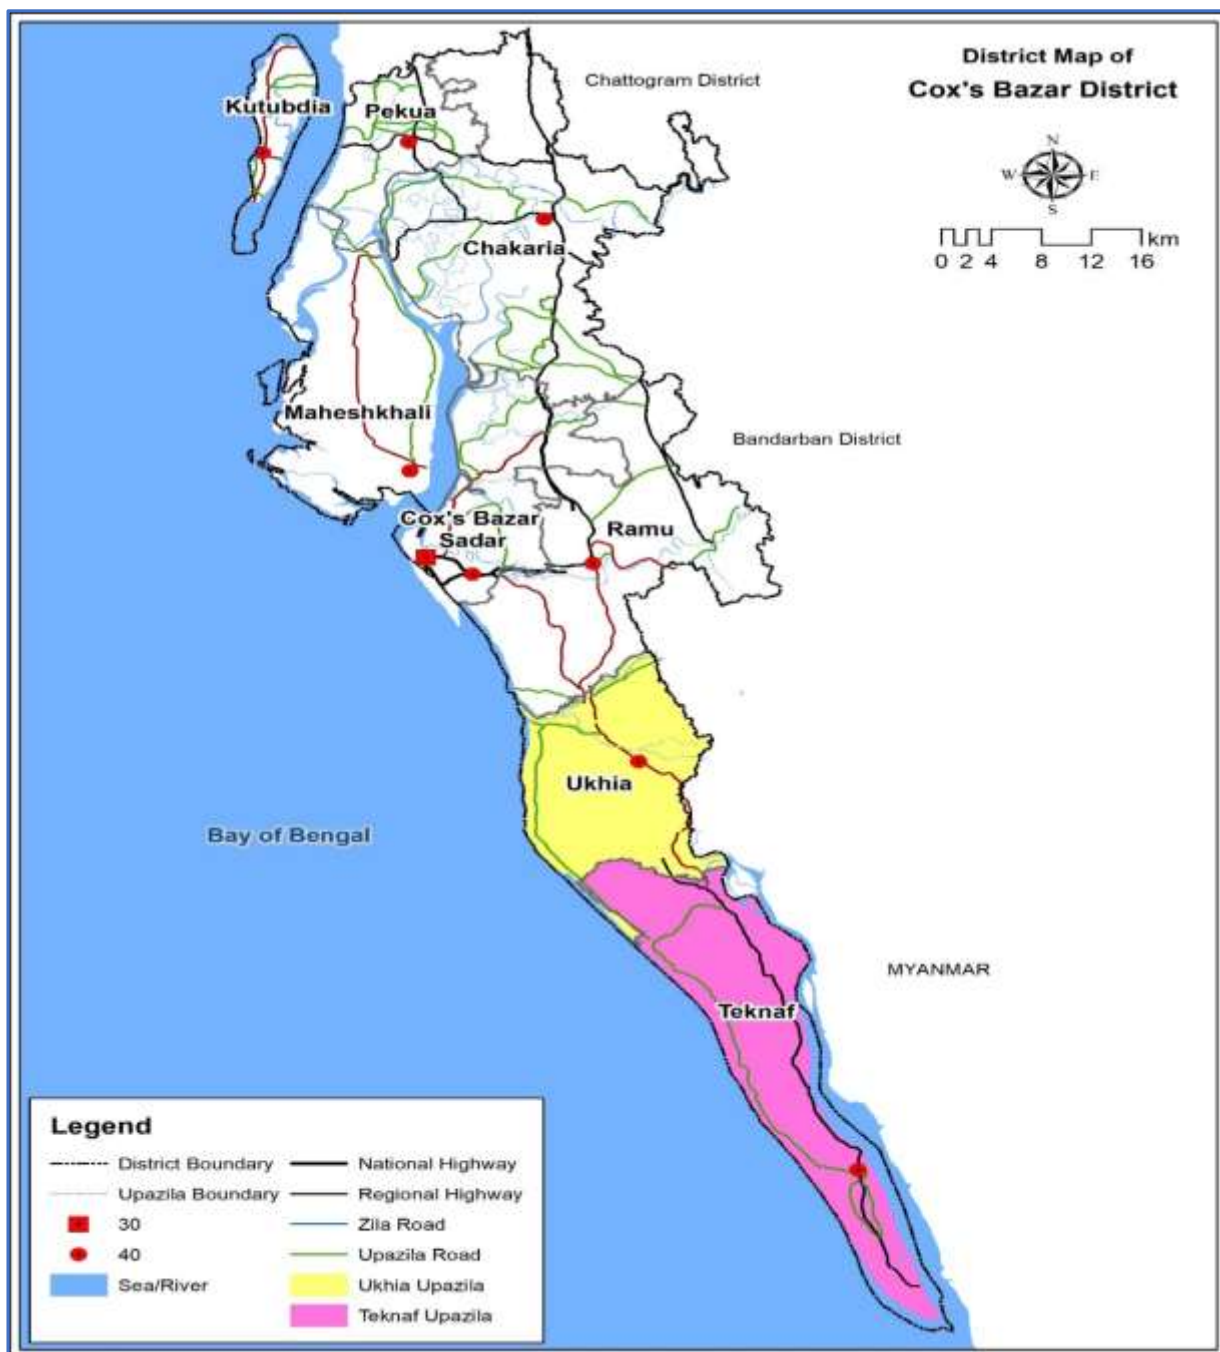 District Map of
Cox's Bazar District
N
W E
S
km
0 2 4 8 12 16
Chattogram District
Kutubdia
Pekua
Chakaria
Maheshkhali
Bandarban District
Cox's Bazar
Sadar
Ramu
Ukhia
Bay of Bengal
MYANMAR
Teknaf
Legend
District Boundary
Upazila Boundary
30
40
Sea/River
National Highway
Regional Highway
Zila Road
Upazila Road
Ukhia Upazila
Teknaf Upazila